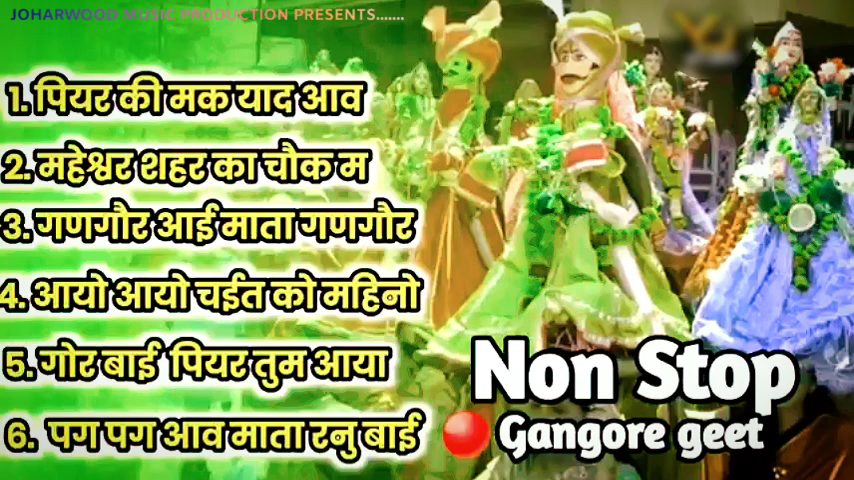 JOHARWOOD MUSIC PRODUCTION PRESENTS.......
1. पियर की मक याद आव
2. महेश्वर शहर का चौक म
3. गणगौर आई माता गणगौर
4. आयो आयो चईत को महिनो
5. गोर बाई पियर तुम आया
6. पग पग आव माता रनु बाई
Non Stop
Gangore geet